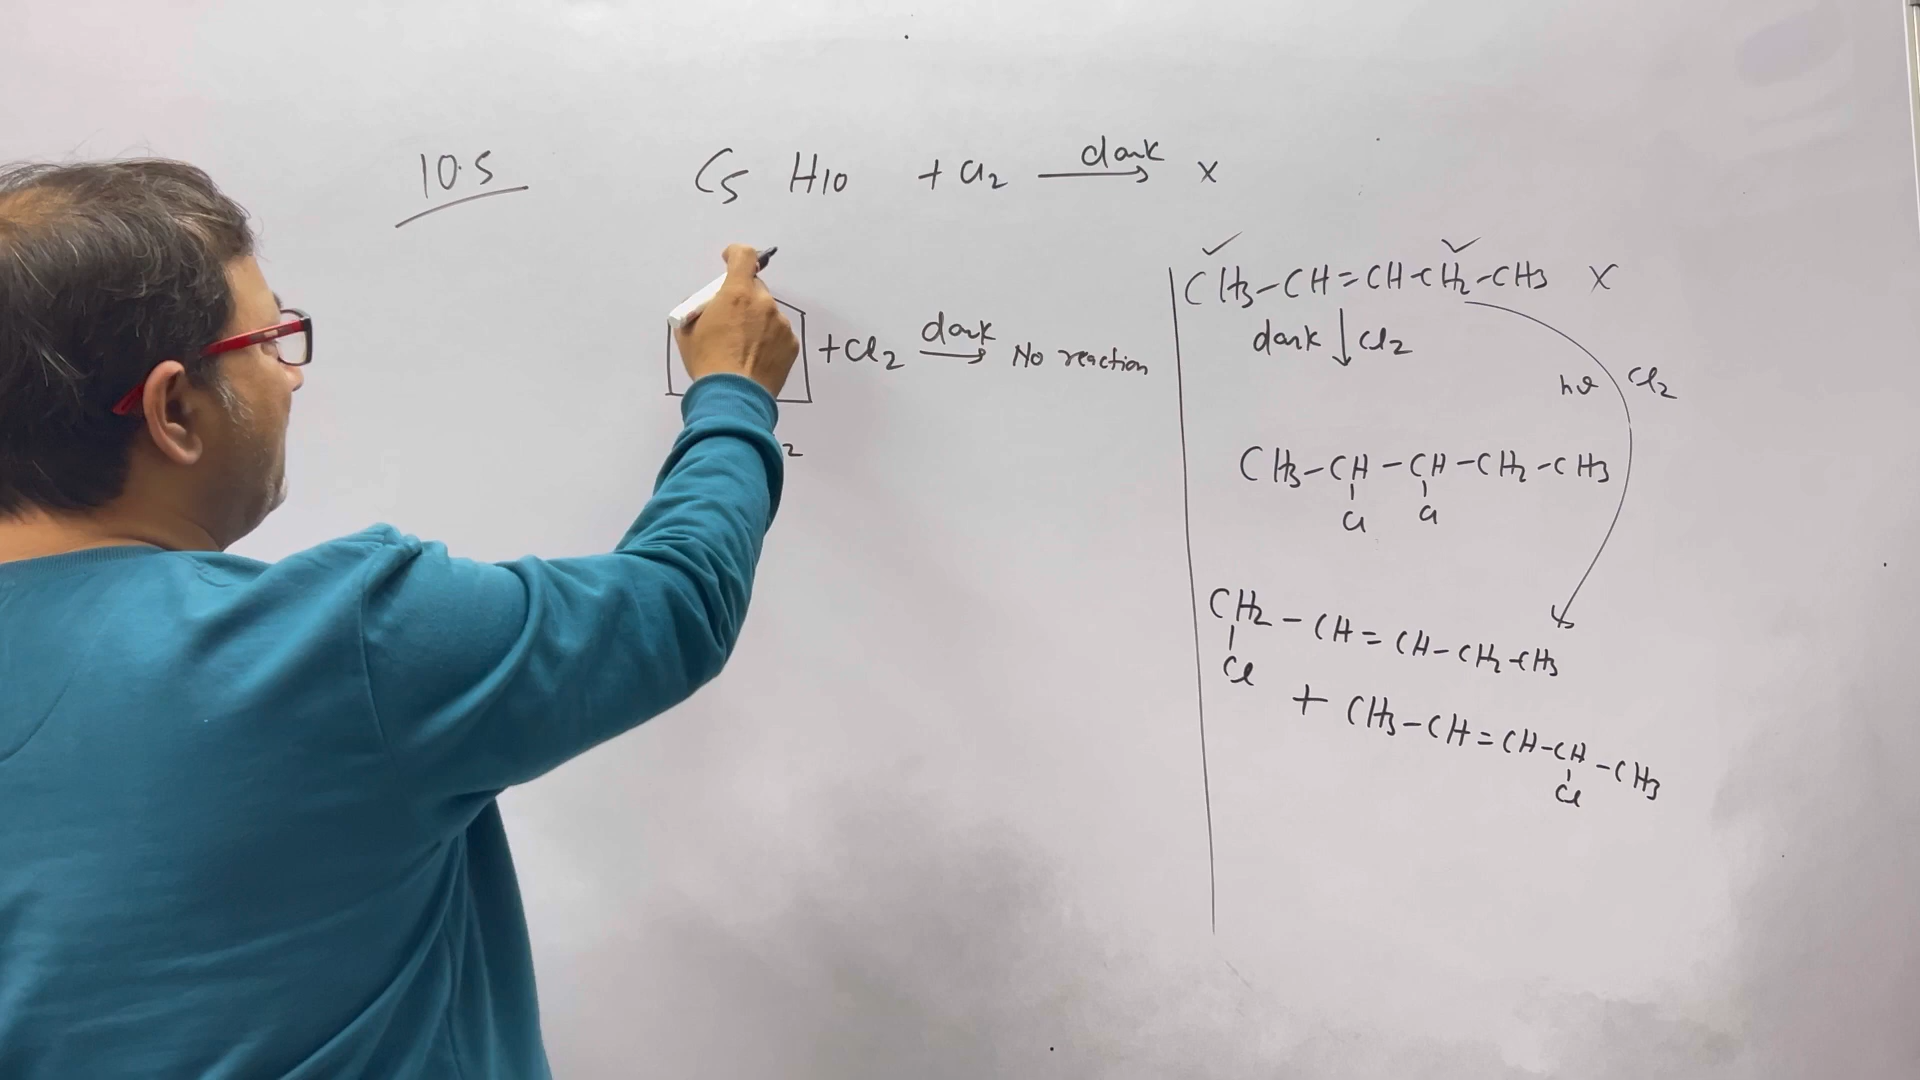 10.5
C5 H10 + Cl2 dark → X
+ Cl2 dark → No reaction
2
CH3-CH=CH-CH2-CH3 X
dark ↓ Cl2
hν Cl2
CH3-CH-CH-CH2-CH3
Cl Cl
CH2-CH=CH-CH2-CH3
Cl
+ CH3-CH=CH-CH-CH3
Cl